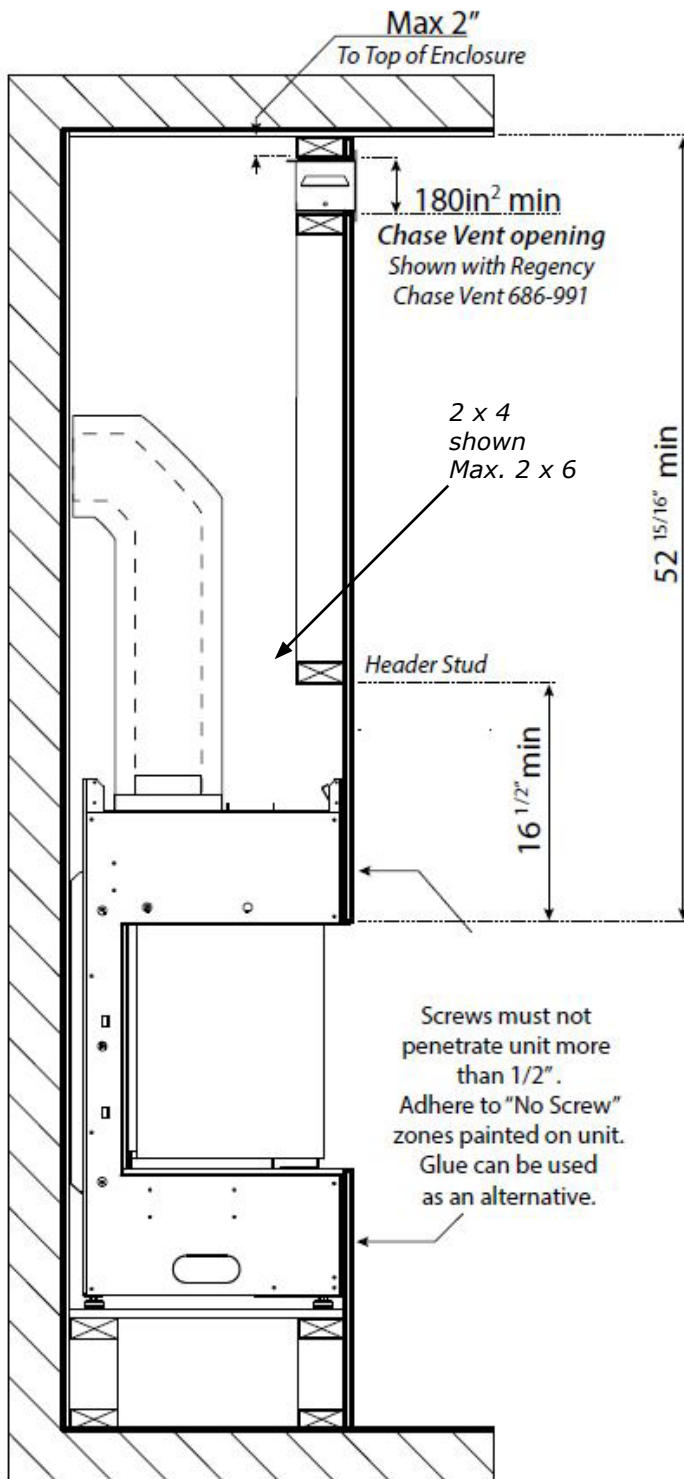 Max 2”
To Top of Enclosure
180in² min
Chase Vent opening
Shown with Regency
Chase Vent 686-991
2 x 4
shown
Max. 2 x 6
52 15/16” min
Header Stud
16 1/2” min
Screws must not
penetrate unit more
than 1/2” .
Adhere to “No Screw”
zones painted on unit.
Glue can be used
as an alternative.